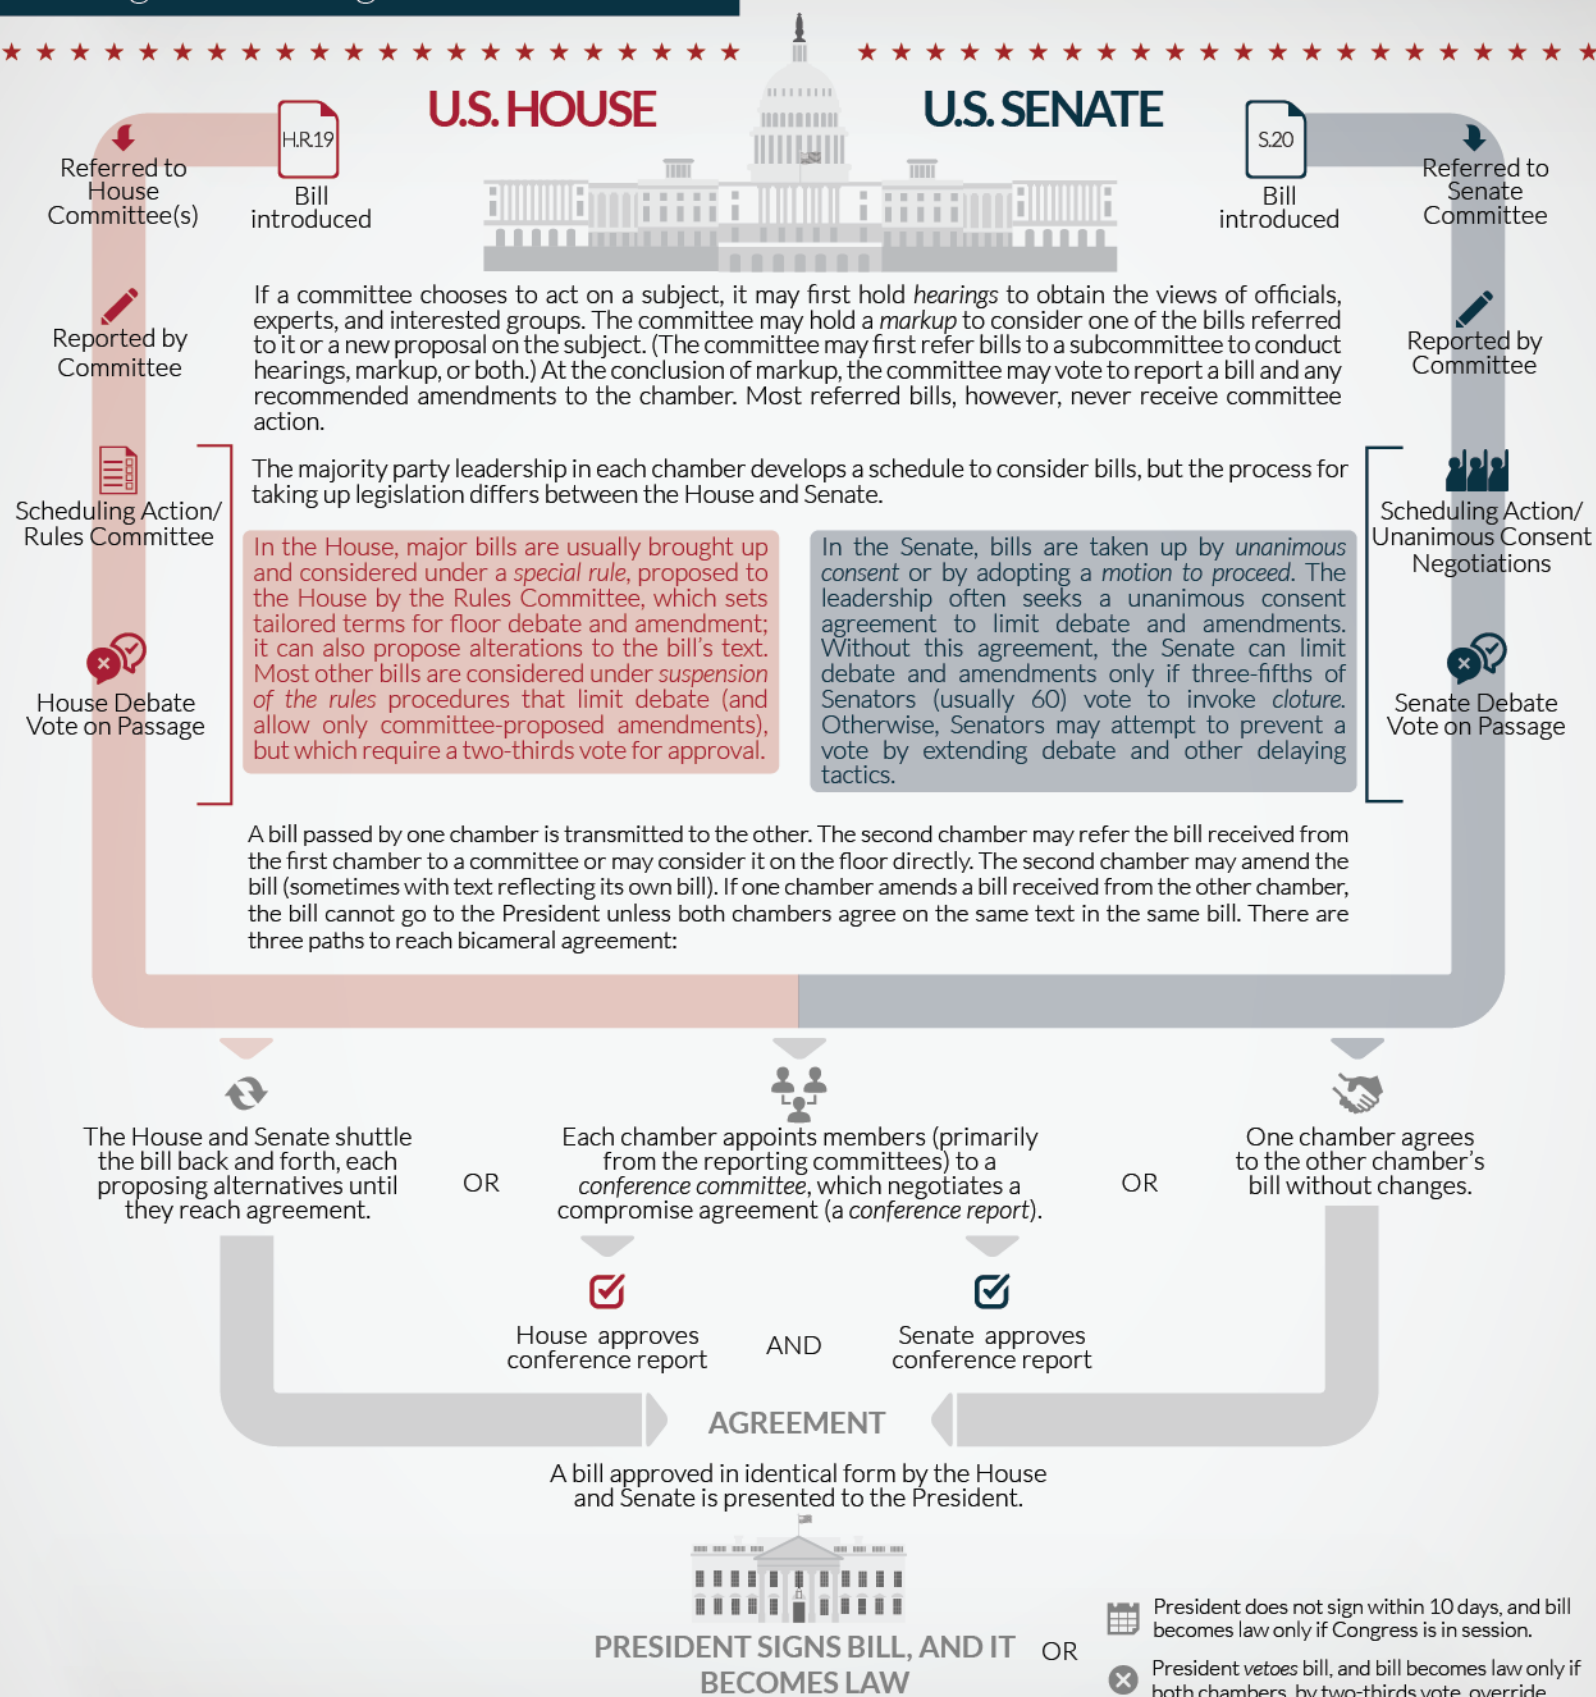 U.S. HOUSE
U.S. SENATE
H.R.19
Bill
introduced
Referred to
House
Committee(s)
Reported by
Committee
Scheduling Action/
Rules Committee
House Debate
Vote on Passage
S.20
Bill
introduced
Referred to
Senate
Committee
Reported by
Committee
Scheduling Action/
Unanimous Consent
Negotiations
Senate Debate
Vote on Passage
If a committee chooses to act on a subject, it may first hold hearings to obtain the views of officials,
experts, and interested groups. The committee may hold a markup to consider one of the bills referred
to it or a new proposal on the subject. (The committee may first refer bills to a subcommittee to conduct
hearings, markup, or both.) At the conclusion of markup, the committee may vote to report a bill and any
recommended amendments to the chamber. Most referred bills, however, never receive committee
action.
The majority party leadership in each chamber develops a schedule to consider bills, but the process for
taking up legislation differs between the House and Senate.
In the House, major bills are usually brought up
and considered under a special rule, proposed to
the House by the Rules Committee, which sets
tailored terms for floor debate and amendment;
it can also propose alterations to the bill's text.
Most other bills are considered under suspension
of the rules procedures that limit debate (and
allow only committee-proposed amendments),
but which require a two-thirds vote for approval.
In the Senate, bills are taken up by unanimous
consent or by adopting a motion to proceed. The
leadership often seeks a unanimous consent
agreement to limit debate and amendments.
Without this agreement, the Senate can limit
debate and amendments only if three-fifths of
Senators (usually 60) vote to invoke cloture.
Otherwise, Senators may attempt to prevent a
vote by extending debate and other delaying
tactics.
A bill passed by one chamber is transmitted to the other. The second chamber may refer the bill received from
the first chamber to a committee or may consider it on the floor directly. The second chamber may amend the
bill (sometimes with text reflecting its own bill). If one chamber amends a bill received from the other chamber,
the bill cannot go to the President unless both chambers agree on the same text in the same bill. There are
three paths to reach bicameral agreement:
The House and Senate shuttle
the bill back and forth, each
proposing alternatives until
they reach agreement.
OR
Each chamber appoints members (primarily
from the reporting committees) to a
conference committee, which negotiates a
compromise agreement (a conference report).
OR
One chamber agrees
to the other chamber's
bill without changes.
House approves
conference report
AND
Senate approves
conference report
AGREEMENT
A bill approved in identical form by the House
and Senate is presented to the President.
PRESIDENT SIGNS BILL, AND IT
BECOMES LAW
OR
President does not sign within 10 days, and bill
becomes law only if Congress is in session.
President vetoes bill, and bill becomes law only if
both chambers, by two-thirds vote, override